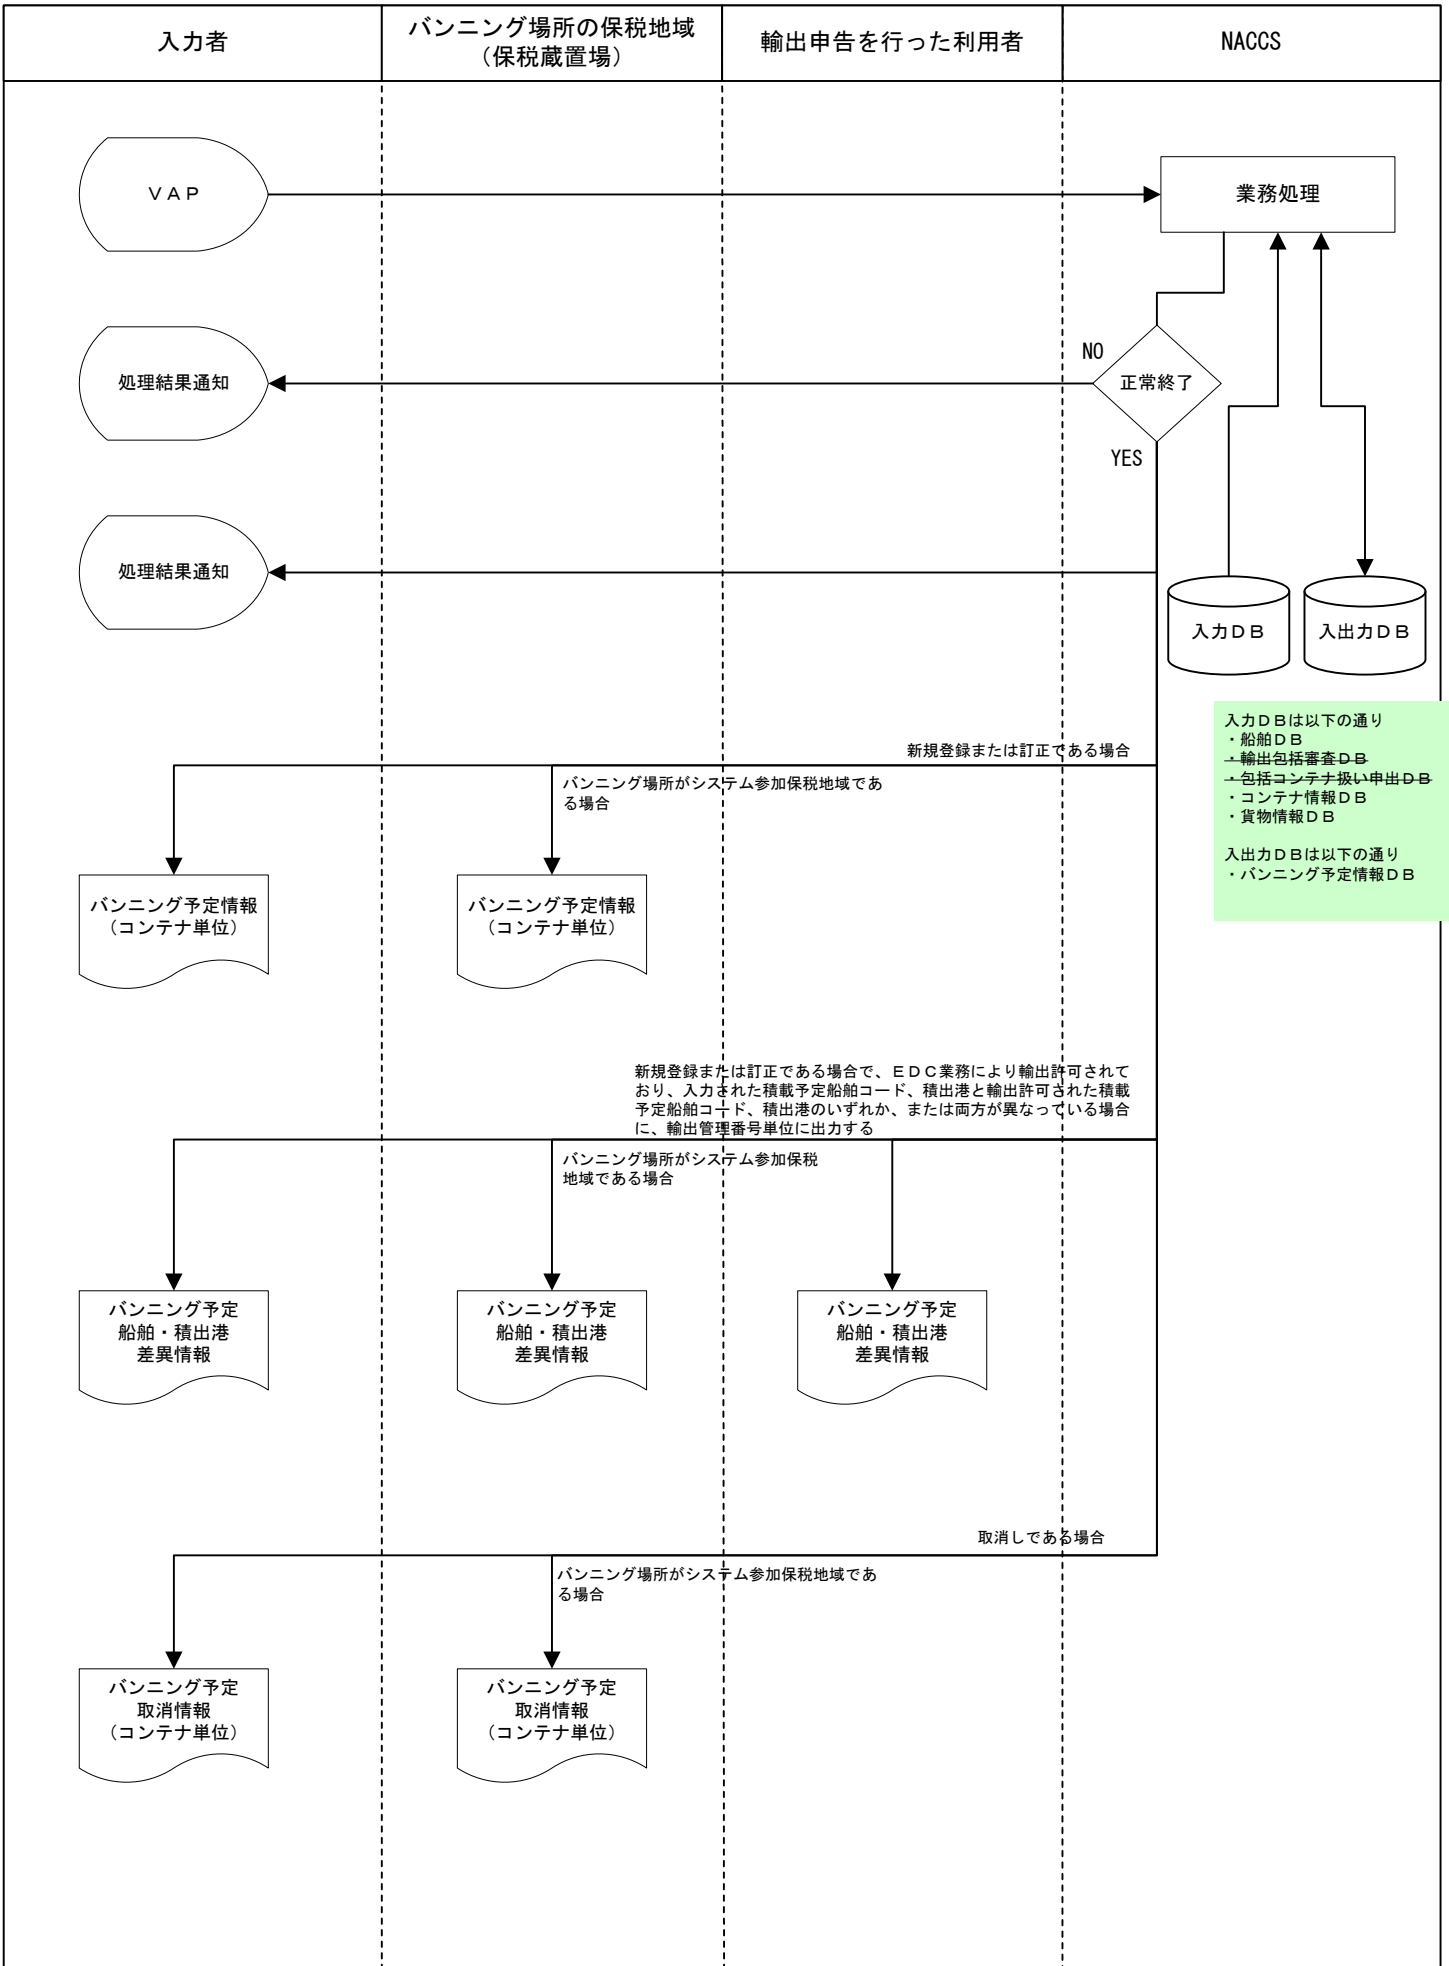 入力者
バンニング場所の保税地域
（保税蔵置場）
輸出申告を行った利用者
NACCS
ＶＡＰ
業務処理
処理結果通知
NO
正常終了
YES
処理結果通知
入力ＤＢ
入出力ＤＢ
入力ＤＢは以下の通り
・船舶ＤＢ
・輸出包括審査ＤＢ
・包括コンテナ扱い申出ＤＢ
・コンテナ情報ＤＢ
・貨物情報ＤＢ
入出力ＤＢは以下の通り
・バンニング予定情報ＤＢ
新規登録または訂正である場合
バンニング場所がシステム参加保税地域であ
る場合
バンニング予定情報
（コンテナ単位）
バンニング予定情報
（コンテナ単位）
新規登録または訂正である場合で、ＥＤＣ業務により輸出許可されて
おり、入力された積載予定船舶コード、積出港と輸出許可された積載
予定船舶コード、積出港のいずれか、または両方が異なっている場合
に、輸出管理番号単位に出力する
バンニング場所がシステム参加保税
地域である場合
バンニング予定
船舶・積出港
差異情報
バンニング予定
船舶・積出港
差異情報
バンニング予定
船舶・積出港
差異情報
取消しである場合
バンニング場所がシステム参加保税地域であ
る場合
バンニング予定
取消情報
（コンテナ単位）
バンニング予定
取消情報
（コンテナ単位）